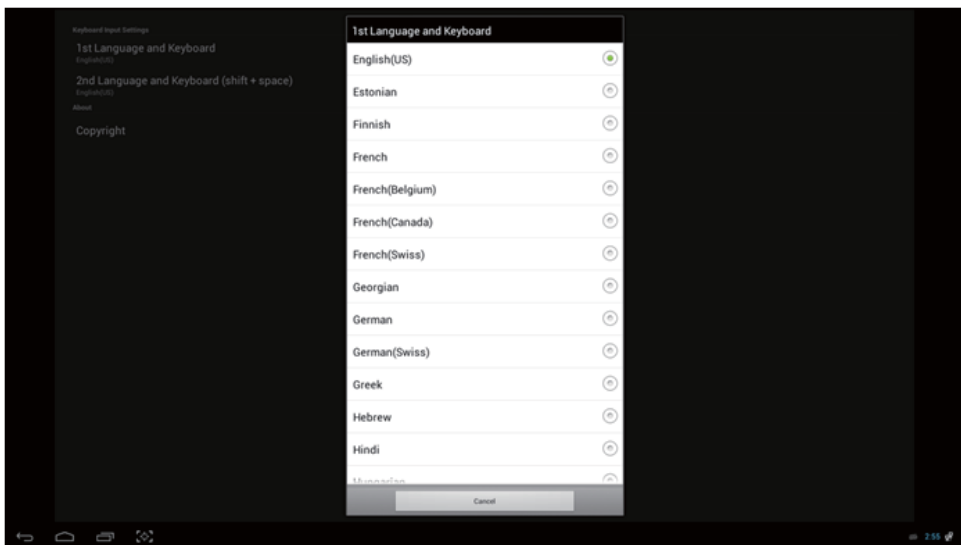 Keyboard Input Settings
1st Language and Keyboard
English(US)
2nd Language and Keyboard (shift + space)
English(US)
About
Copyright
1st Language and Keyboard
English(US)
Estonian
Finnish
French
French(Belgium)
French(Canada)
French(Swiss)
Georgian
German
German(Swiss)
Greek
Hebrew
Hindi
Hungarian
Cancel
2:55